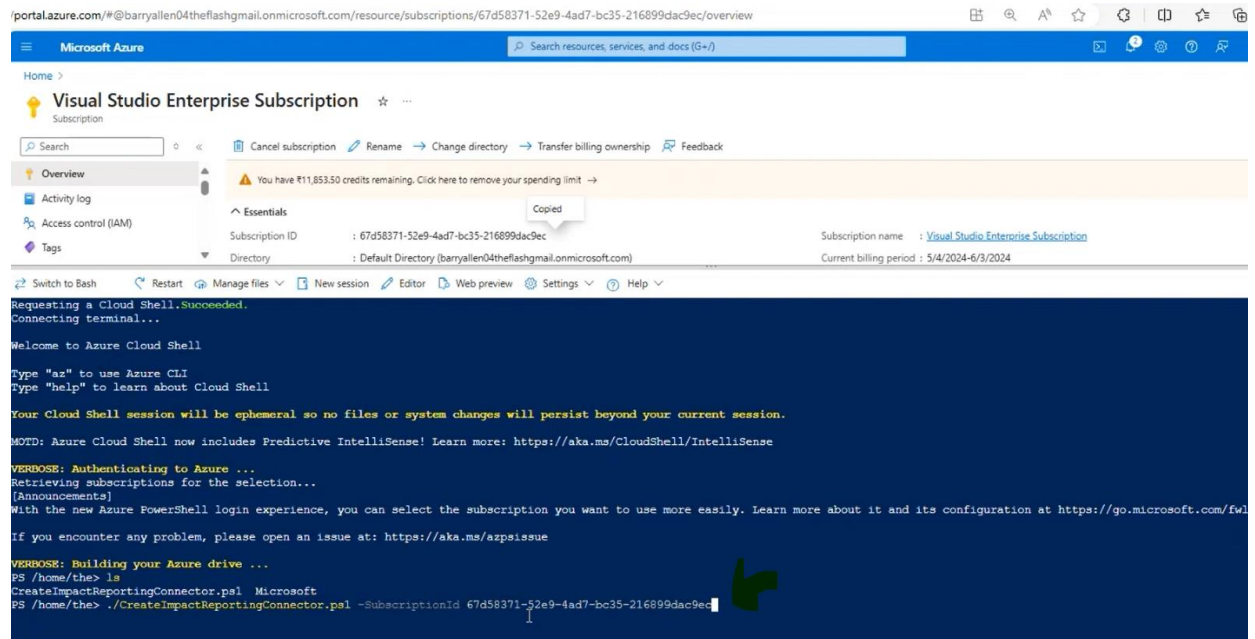 /portal.azure.com/#@barryallen04theflashgmail.onmicrosoft.com/resource/subscriptions/67d58371-52e9-4ad7-bc35-216899dac9ec/overview
Microsoft Azure
Search resources, services, and docs (G+/)
2
Home >
Visual Studio Enterprise Subscription
Subscription
Search
Cancel subscription Rename Change directory Transfer billing ownership Feedback
Overview
You have ₹11,853.50 credits remaining. Click here to remove your spending limit →
Activity log
Access control (IAM)
Tags
Essentials
Copied
Subscription ID : 67d58371-52e9-4ad7-bc35-216899dac9ec
Subscription name : Visual Studio Enterprise Subscription
Directory : Default Directory (barryallen04theflashgmail.onmicrosoft.com)
Current billing period : 5/4/2024-6/3/2024
Switch to Bash Restart Manage files New session Editor Web preview Settings Help
Requesting a Cloud Shell.Succeeded.
Connecting terminal...
Welcome to Azure Cloud Shell
Type "az" to use Azure CLI
Type "help" to learn about Cloud Shell
Your Cloud Shell session will be ephemeral so no files or system changes will persist beyond your current session.
MOTD: Azure Cloud Shell now includes Predictive IntelliSense! Learn more: https://aka.ms/CloudShell/IntelliSense
VERBOSE: Authenticating to Azure ...
Retrieving subscriptions for the selection...
[Announcements]
With the new Azure PowerShell login experience, you can select the subscription you want to use more easily. Learn more about it and its configuration at https://go.microsoft.com/fwl
If you encounter any problem, please open an issue at: https://aka.ms/azpsissue
VERBOSE: Building your Azure drive ...
PS /home/the> ls
CreateImpactReportingConnector.ps1 Microsoft
PS /home/the> ./CreateImpactReportingConnector.ps1 -SubscriptionId 67d58371-52e9-4ad7-bc35-216899dac9ec